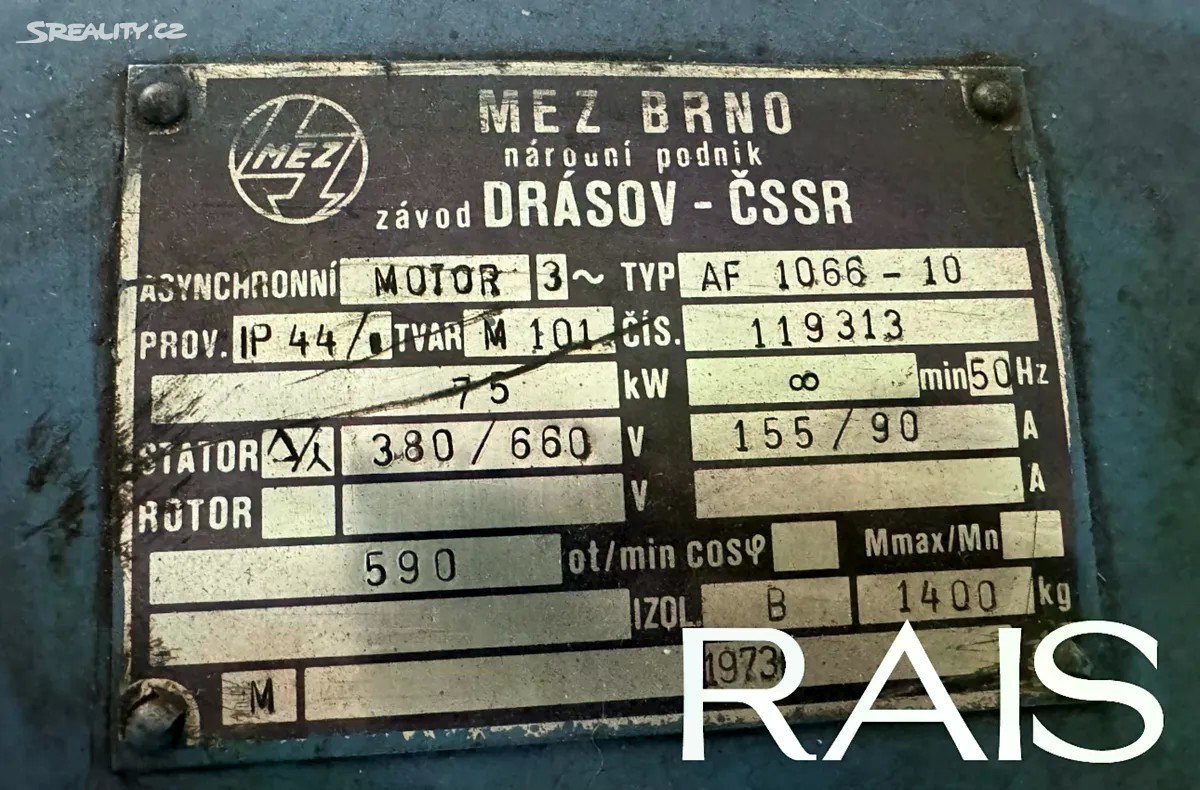 SREALITY.CZ
MEZ BRNO
MEZ
národní podnik
závod DRÁSOV - ČSSR
ASYNCHRONNÍ MOTOR 3~ TYP AF 1066 - 10
PROV. IP 44/ TVAR M 101 ČÍS. 119313
75 kW ∞ min 50 Hz
STATOR Δ/Y 380 / 660 V 155 / 90 A
ROTOR V A
590 ot/min cosφ Mmax/Mn
IZOL. B 1400 kg
M 1973
RAIS